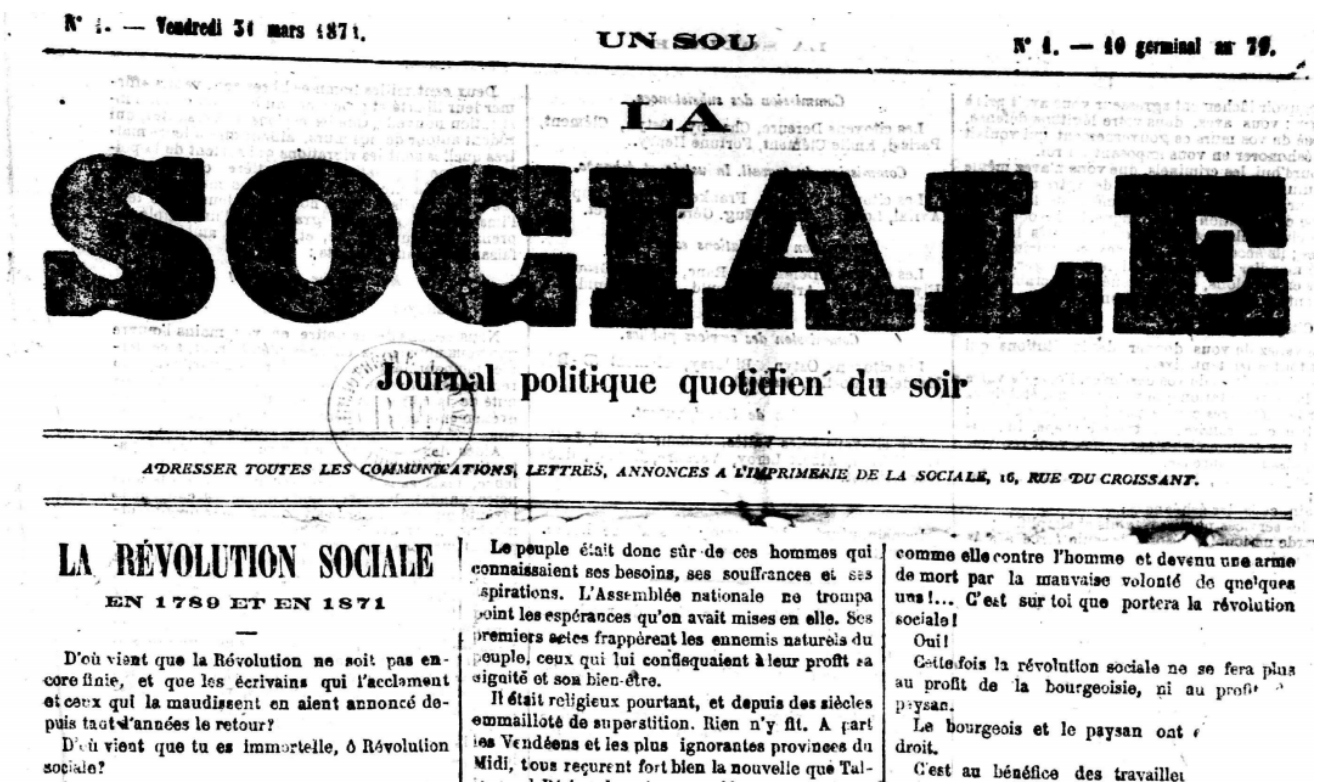 N° 1. — Vendredi 31 mars 1871.
UN SOU
N° 1. — 10 germinal an 79.
LA
SOCIALE
Journal politique quotidien du soir
ADRESSER TOUTES LES COMMUNICATIONS, LETTRES, ANNONCES A L'IMPRIMERIE DE LA SOCIALE, 16, RUE DU CROISSANT.
LA RÉVOLUTION SOCIALE
EN 1789 ET EN 1871
D'où vient que la Révolution ne soit pas en-
core finie, et que les écrivains qui l'acclament
et ceux qui la maudissent en aient annoncé de-
puis tant d'années le retour?
D'où vient que tu es immortelle, ô Révolution
sociale?
Le peuple était donc sûr de ces hommes qui
connaissaient ses besoins, ses souffrances et ses
aspirations. L'Assemblée nationale ne trompa
point les espérances qu'on avait mises en elle. Ses
premiers actes frappèrent les ennemis naturels du
peuple, ceux qui lui confisquaient à leur profit sa
dignité et son bien-être.
Il était religieux pourtant, et depuis des siècles
emmailloté de superstition. Rien n'y fit. A part
les Vendéens et les plus ignorantes provinces du
Midi, tous reçurent fort bien la nouvelle que Tal-
comme elle contre l'homme et devenu une arme
de mort par la mauvaise volonté de quelques
uns!... C'est sur toi que portera la révolution
sociale!
Oui!
Cette fois la révolution sociale ne se fera plus
au profit de la bourgeoisie, ni au profit
paysan.
Le bourgeois et le paysan ont
droit.
C'est au bénéfice des travaille